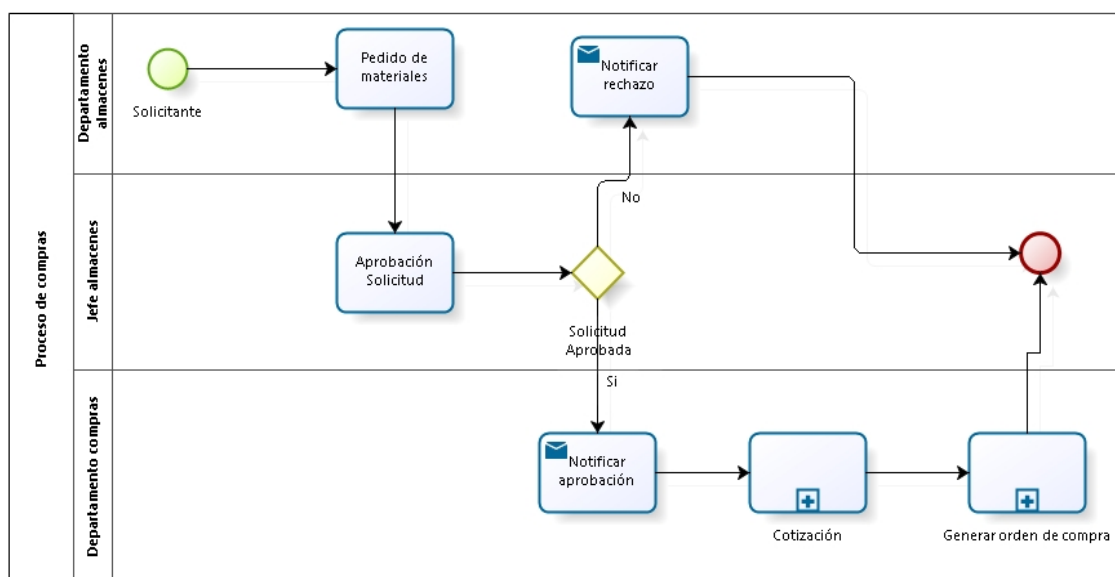 Proceso de compras
Departamento
almacenes
Solicitante
Pedido de
materiales
Notificar
rechazo
Jefe almacenes
Aprobación
Solicitud
No
Solicitud
Aprobada
Departamento compras
Si
Notificar
aprobación
Cotización
Generar orden de compra